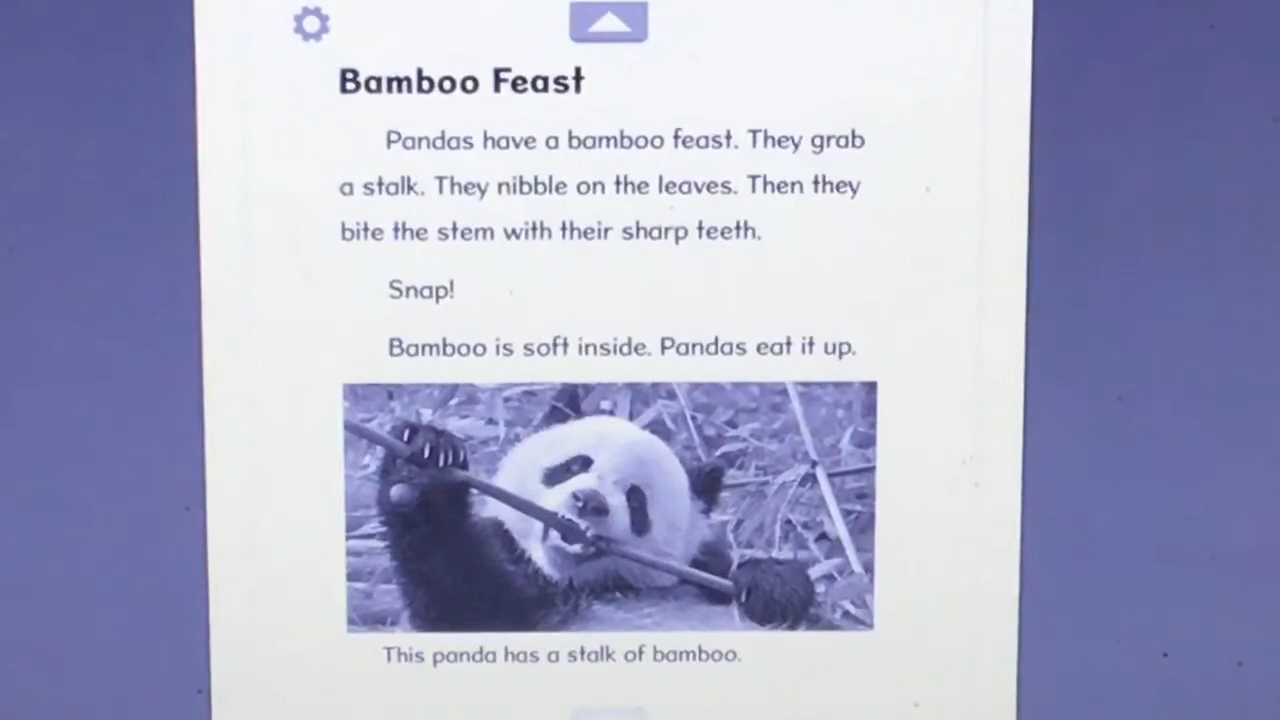 Bamboo Feast
Pandas have a bamboo feast. They grab
a stalk. They nibble on the leaves. Then they
bite the stem with their sharp teeth.
Snap!
Bamboo is soft inside. Pandas eat it up.
This panda has a stalk of bamboo.